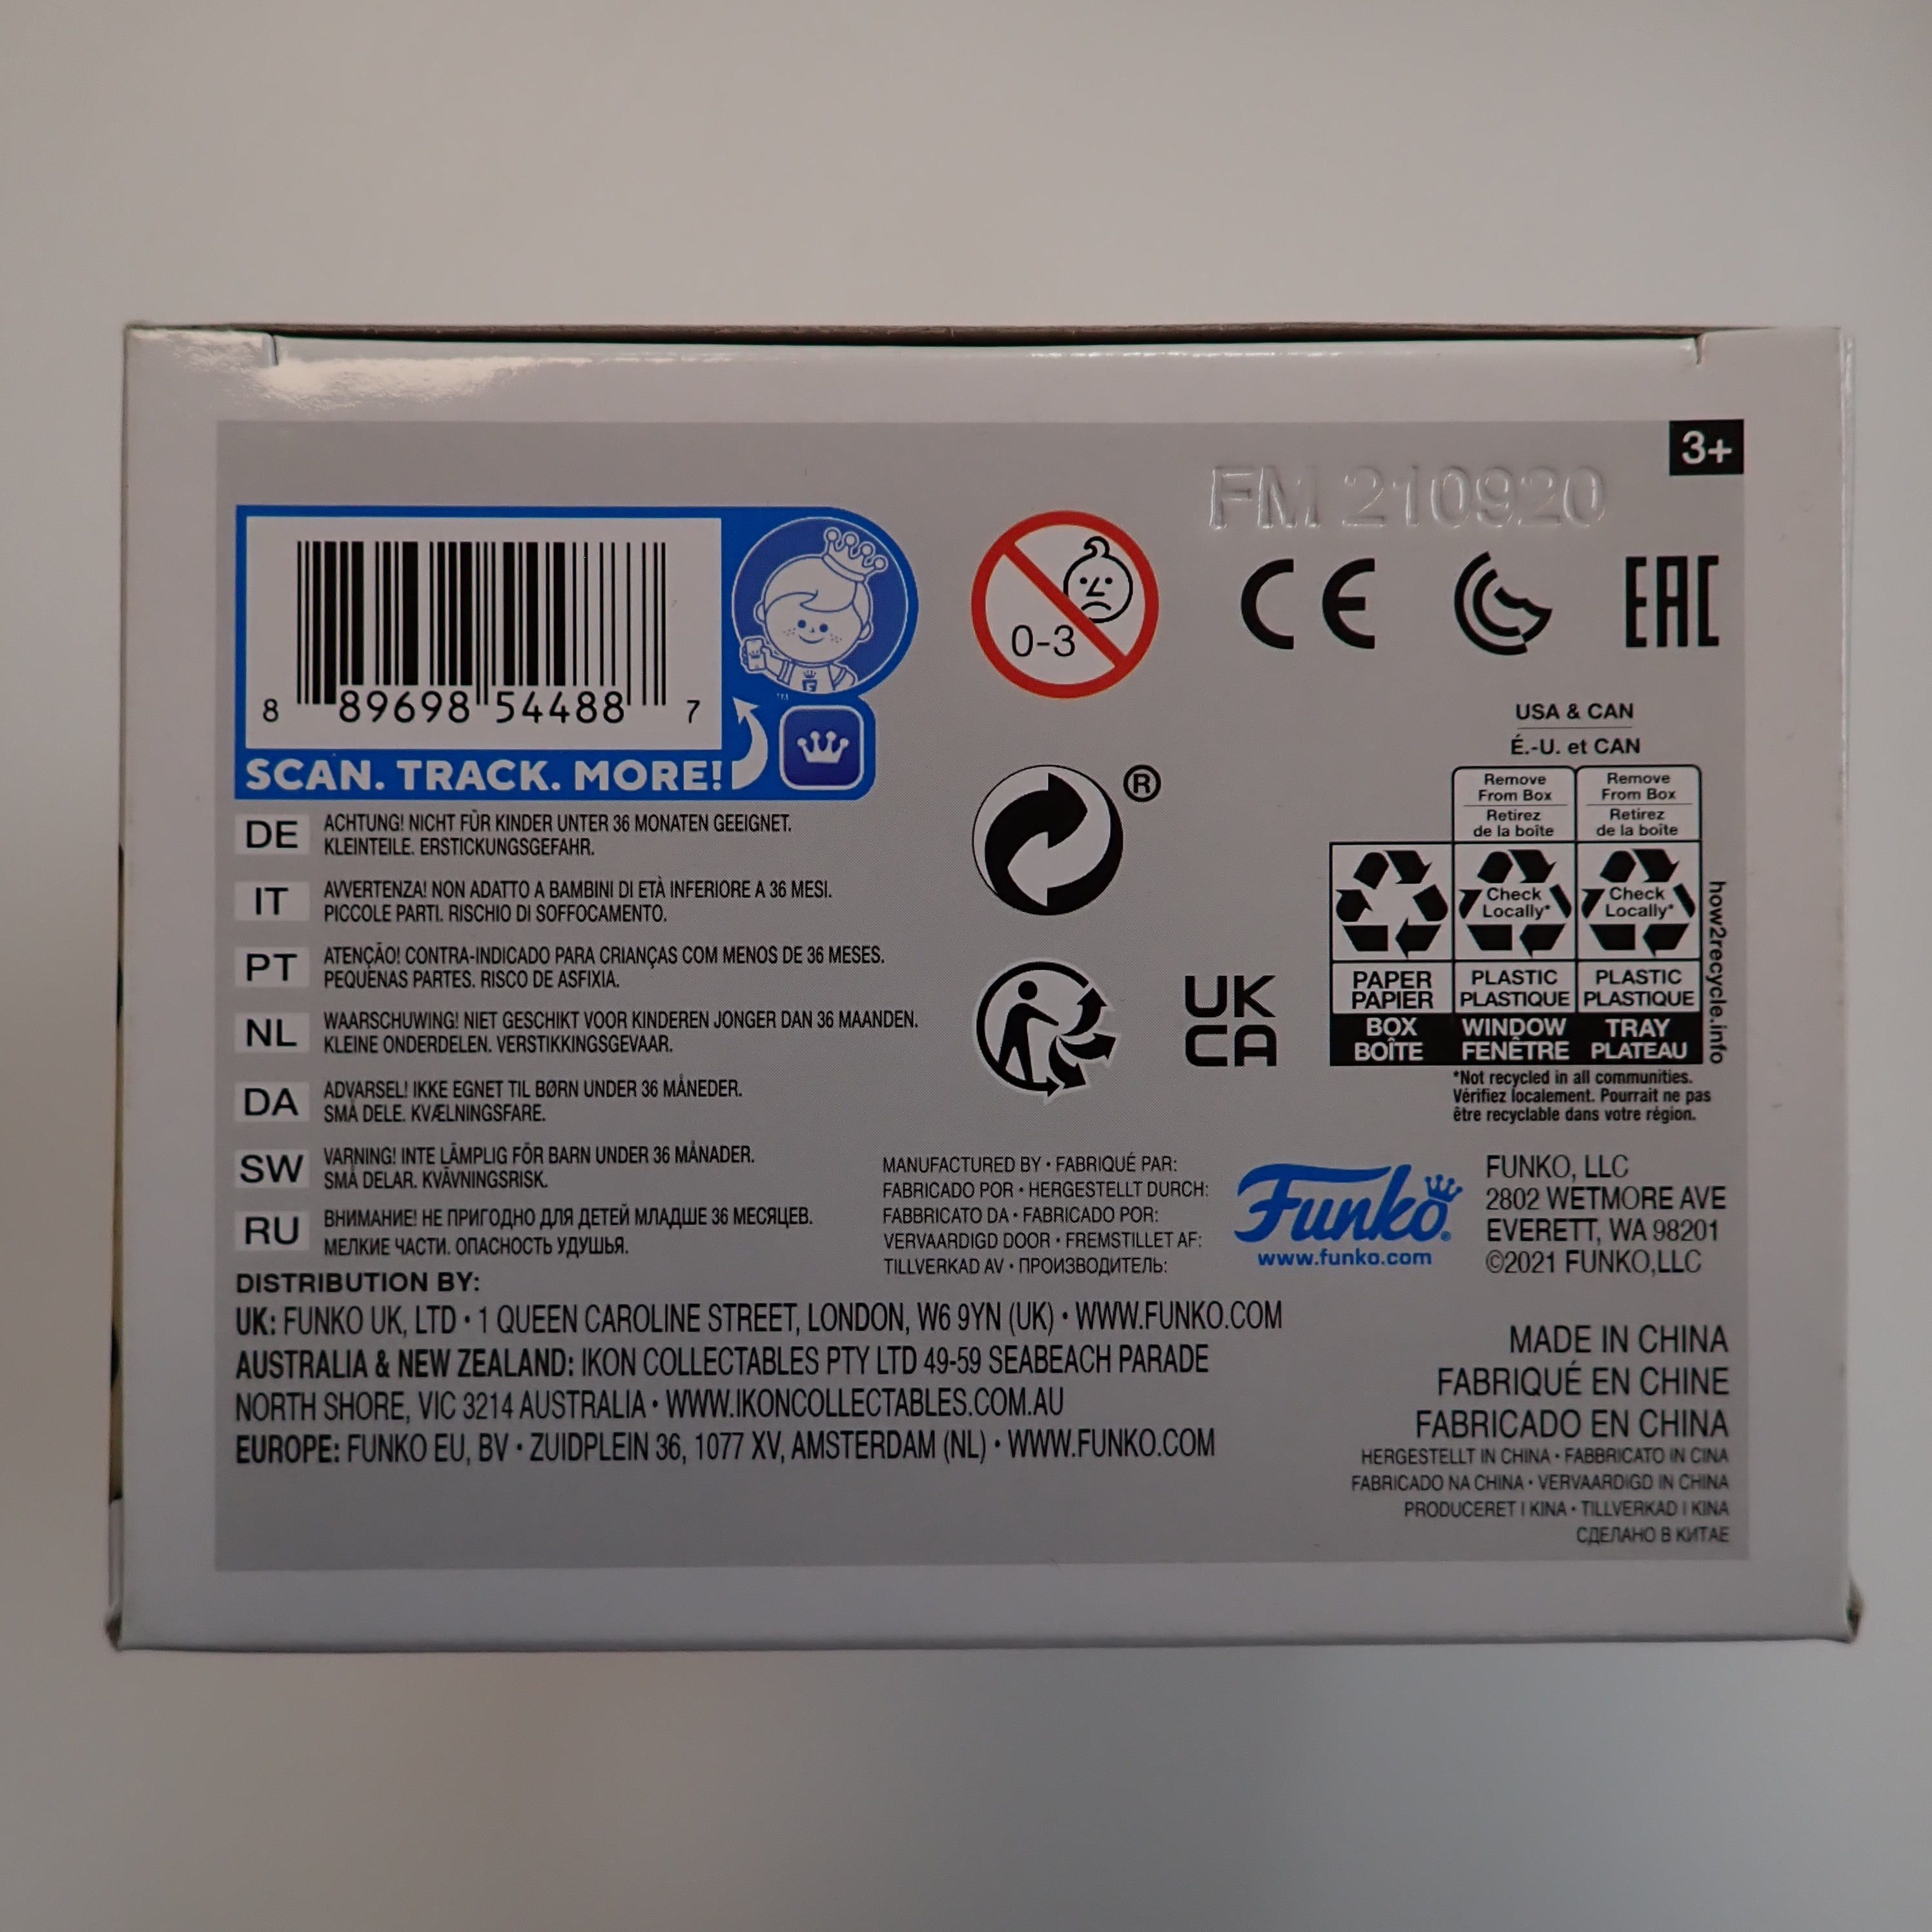 3+
FM 210920
8 89698 54488 7
SCAN. TRACK. MORE!
™
0-3
CE
EAC
®
UK
CA
USA & CAN
É.-U. et CAN
Remove
From Box
Retirez
de la boîte
Remove
From Box
Retirez
de la boîte
Check
Locally*
Check
Locally*
PAPER
PAPIER
PLASTIC
PLASTIQUE
PLASTIC
PLASTIQUE
BOX
BOÎTE
WINDOW
FENÊTRE
TRAY
PLATEAU
how2recycle.info
*Not recycled in all communities.
Vérifiez localement. Pourrait ne pas
être recyclable dans votre région.
DE
ACHTUNG! NICHT FÜR KINDER UNTER 36 MONATEN GEEIGNET.
KLEINTEILE. ERSTICKUNGSGEFAHR.
IT
AVVERTENZA! NON ADATTO A BAMBINI DI ETÀ INFERIORE A 36 MESI.
PICCOLE PARTI. RISCHIO DI SOFFOCAMENTO.
PT
ATENÇÃO! CONTRA-INDICADO PARA CRIANÇAS COM MENOS DE 36 MESES.
PEQUENAS PARTES. RISCO DE ASFIXIA.
NL
WAARSCHUWING! NIET GESCHIKT VOOR KINDEREN JONGER DAN 36 MAANDEN.
KLEINE ONDERDELEN. VERSTIKKINGSGEVAAR.
DA
ADVARSEL! IKKE EGNET TIL BØRN UNDER 36 MÅNEDER.
SMÅ DELE. KVÆLNINGSFARE.
SW
VARNING! INTE LÄMPLIG FÖR BARN UNDER 36 MÅNADER.
SMÅ DELAR. KVÄVNINGSRISK.
RU
ВНИМАНИЕ! НЕ ПРИГОДНО ДЛЯ ДЕТЕЙ МЛАДШЕ 36 МЕСЯЦЕВ.
МЕЛКИЕ ЧАСТИ. ОПАСНОСТЬ УДУШЬЯ.
MANUFACTURED BY • FABRIQUÉ PAR:
FABRICADO POR • HERGESTELLT DURCH:
FABBRICATO DA • FABRICADO POR:
VERVAARDIGD DOOR • FREMSTILLET AF:
TILLVERKAD AV • ПРОИЗВОДИТЕЛЬ:
Funko®
www.funko.com
FUNKO, LLC
2802 WETMORE AVE
EVERETT, WA 98201
©2021 FUNKO,LLC
DISTRIBUTION BY:
UK: FUNKO UK, LTD • 1 QUEEN CAROLINE STREET, LONDON, W6 9YN (UK) • WWW.FUNKO.COM
AUSTRALIA & NEW ZEALAND: IKON COLLECTABLES PTY LTD 49-59 SEABEACH PARADE
NORTH SHORE, VIC 3214 AUSTRALIA • WWW.IKONCOLLECTABLES.COM.AU
EUROPE: FUNKO EU, BV • ZUIDPLEIN 36, 1077 XV, AMSTERDAM (NL) • WWW.FUNKO.COM
MADE IN CHINA
FABRIQUÉ EN CHINE
FABRICADO EN CHINA
HERGESTELLT IN CHINA • FABBRICATO IN CINA
FABRICADO NA CHINA • VERVAARDIGD IN CHINA
PRODUCERET I KINA • TILLVERKAD I KINA
СДЕЛАНО В КИТАЕ